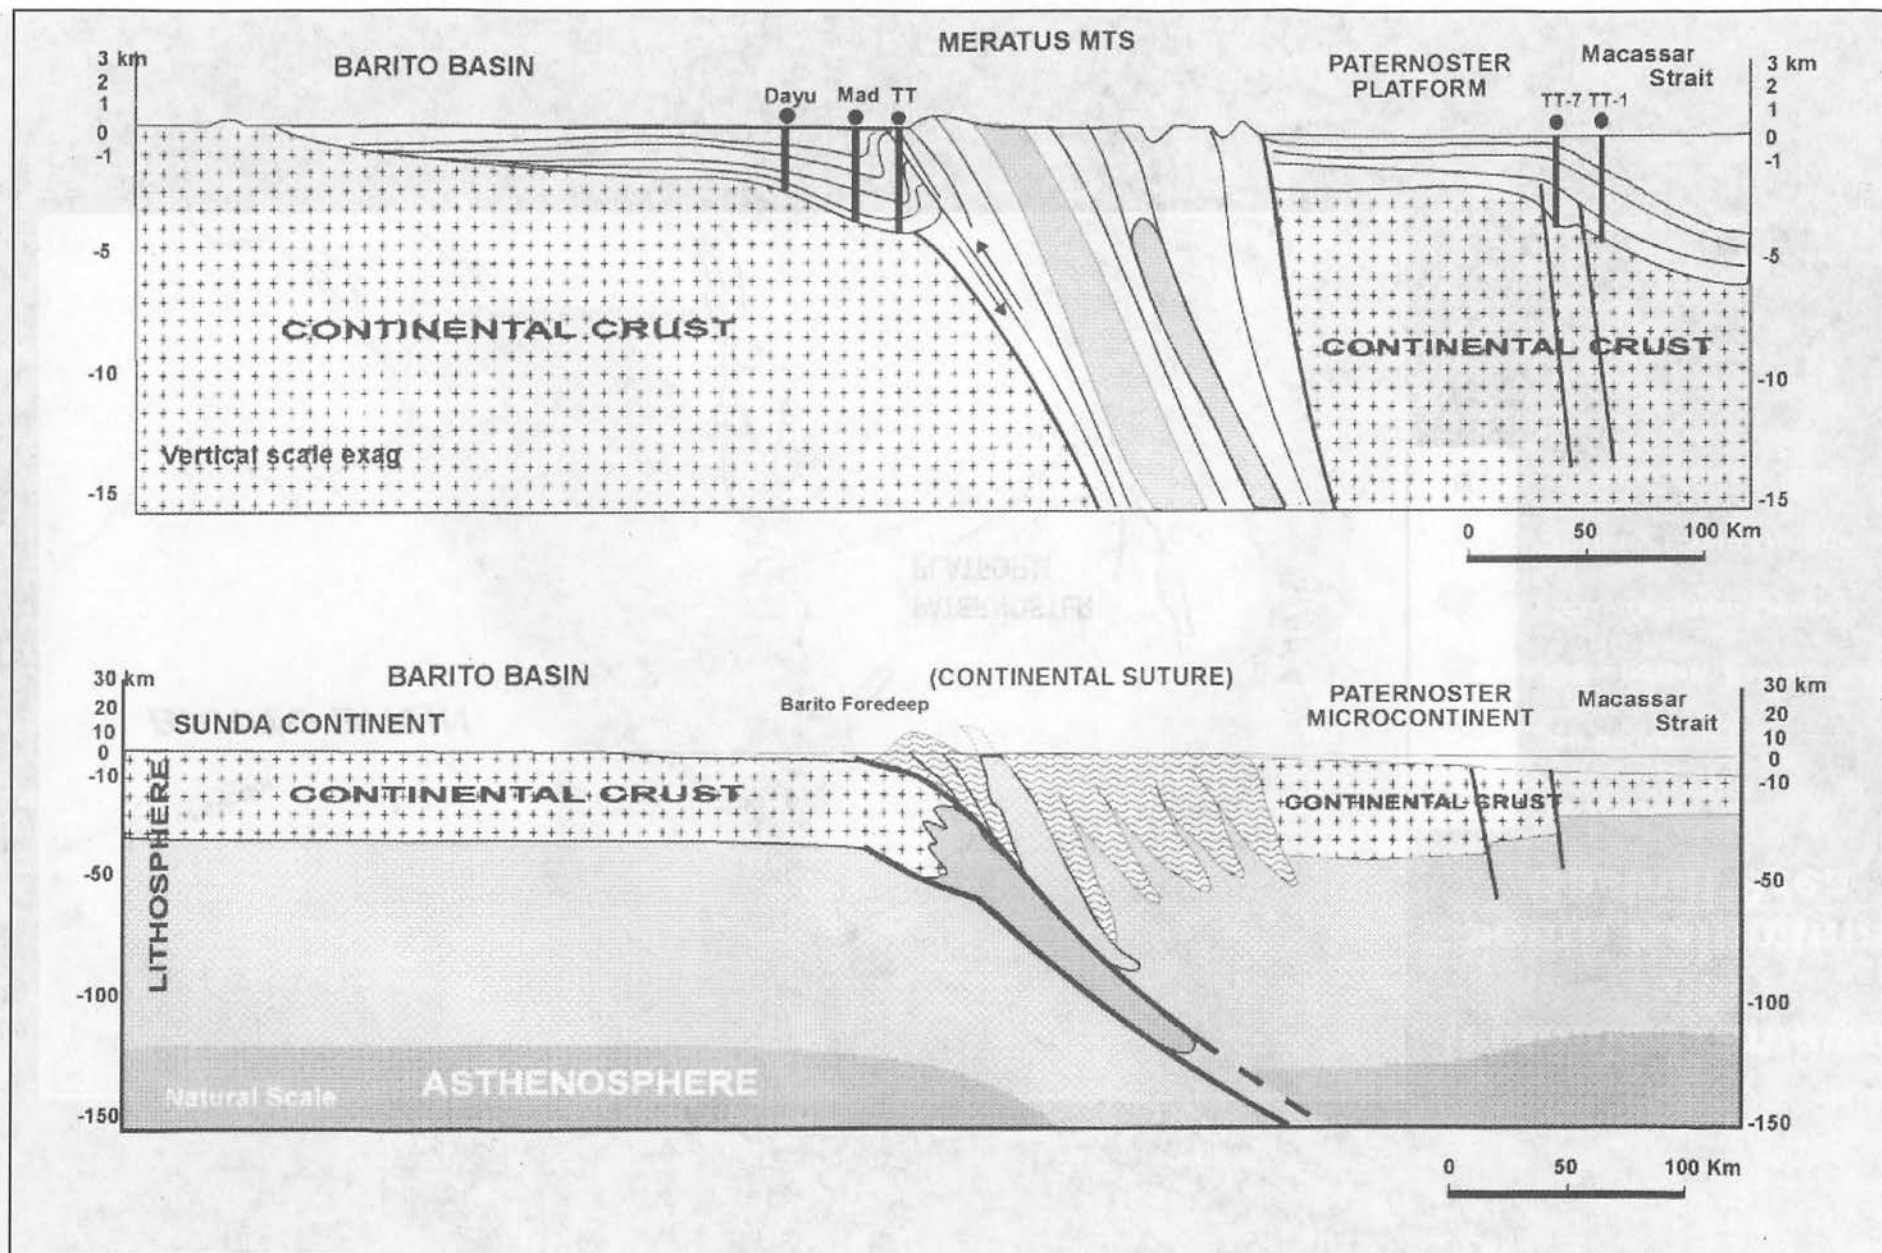 MERATUS MTS
BARITO BASIN
PATERNOSTER
PLATFORM
Macassar
Strait
3 km
2
1
0
-1
-5
-10
-15
Dayu
Mad
TT
TT-7
TT-1
3 km
2
1
0
-1
-5
-10
-15
CONTINENTAL CRUST
CONTINENTAL CRUST
Vertical scale exag
0
50
100 Km
BARITO BASIN
(CONTINENTAL SUTURE)
PATERNOSTER
MICROCONTINENT
Macassar
Strait
30 km
20
10
0
-10
-50
-100
-150
SUNDA CONTINENT
Barito Foredeep
30 km
20
10
0
-10
-50
-100
-150
CONTINENTAL CRUST
CONTINENTAL CRUST
LITHOSPHERE
ASTHENOSPHERE
Natural Scale
0
50
100 Km